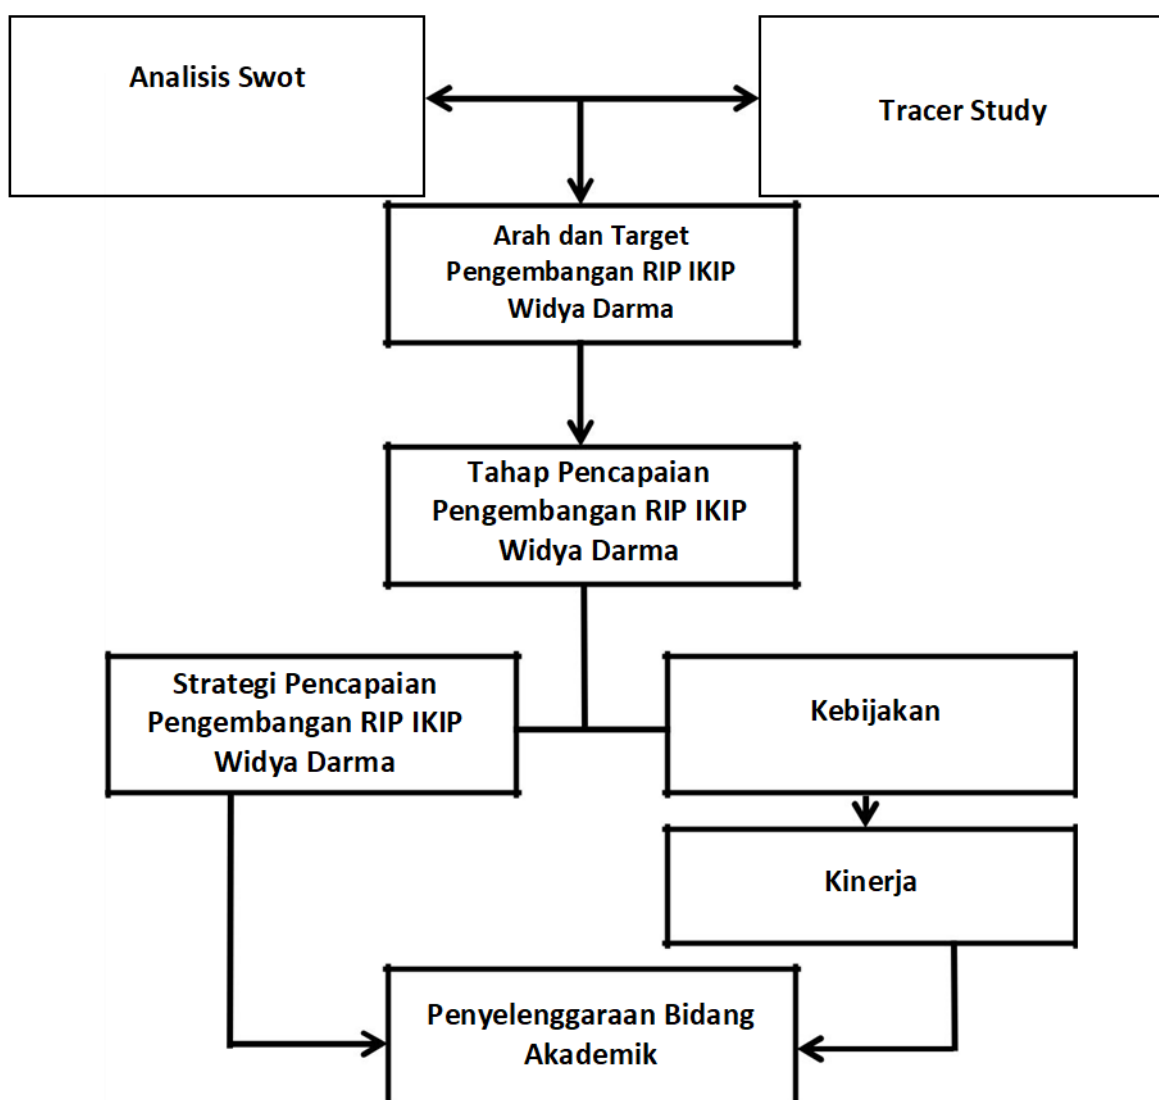 Analisis Swot
Tracer Study
Arah dan Target
Pengembangan RIP IKIP
Widya Darma
Tahap Pencapaian
Pengembangan RIP IKIP
Widya Darma
Strategi Pencapaian
Pengembangan RIP IKIP
Widya Darma
Kebijakan
Kinerja
Penyelenggaraan Bidang
Akademik